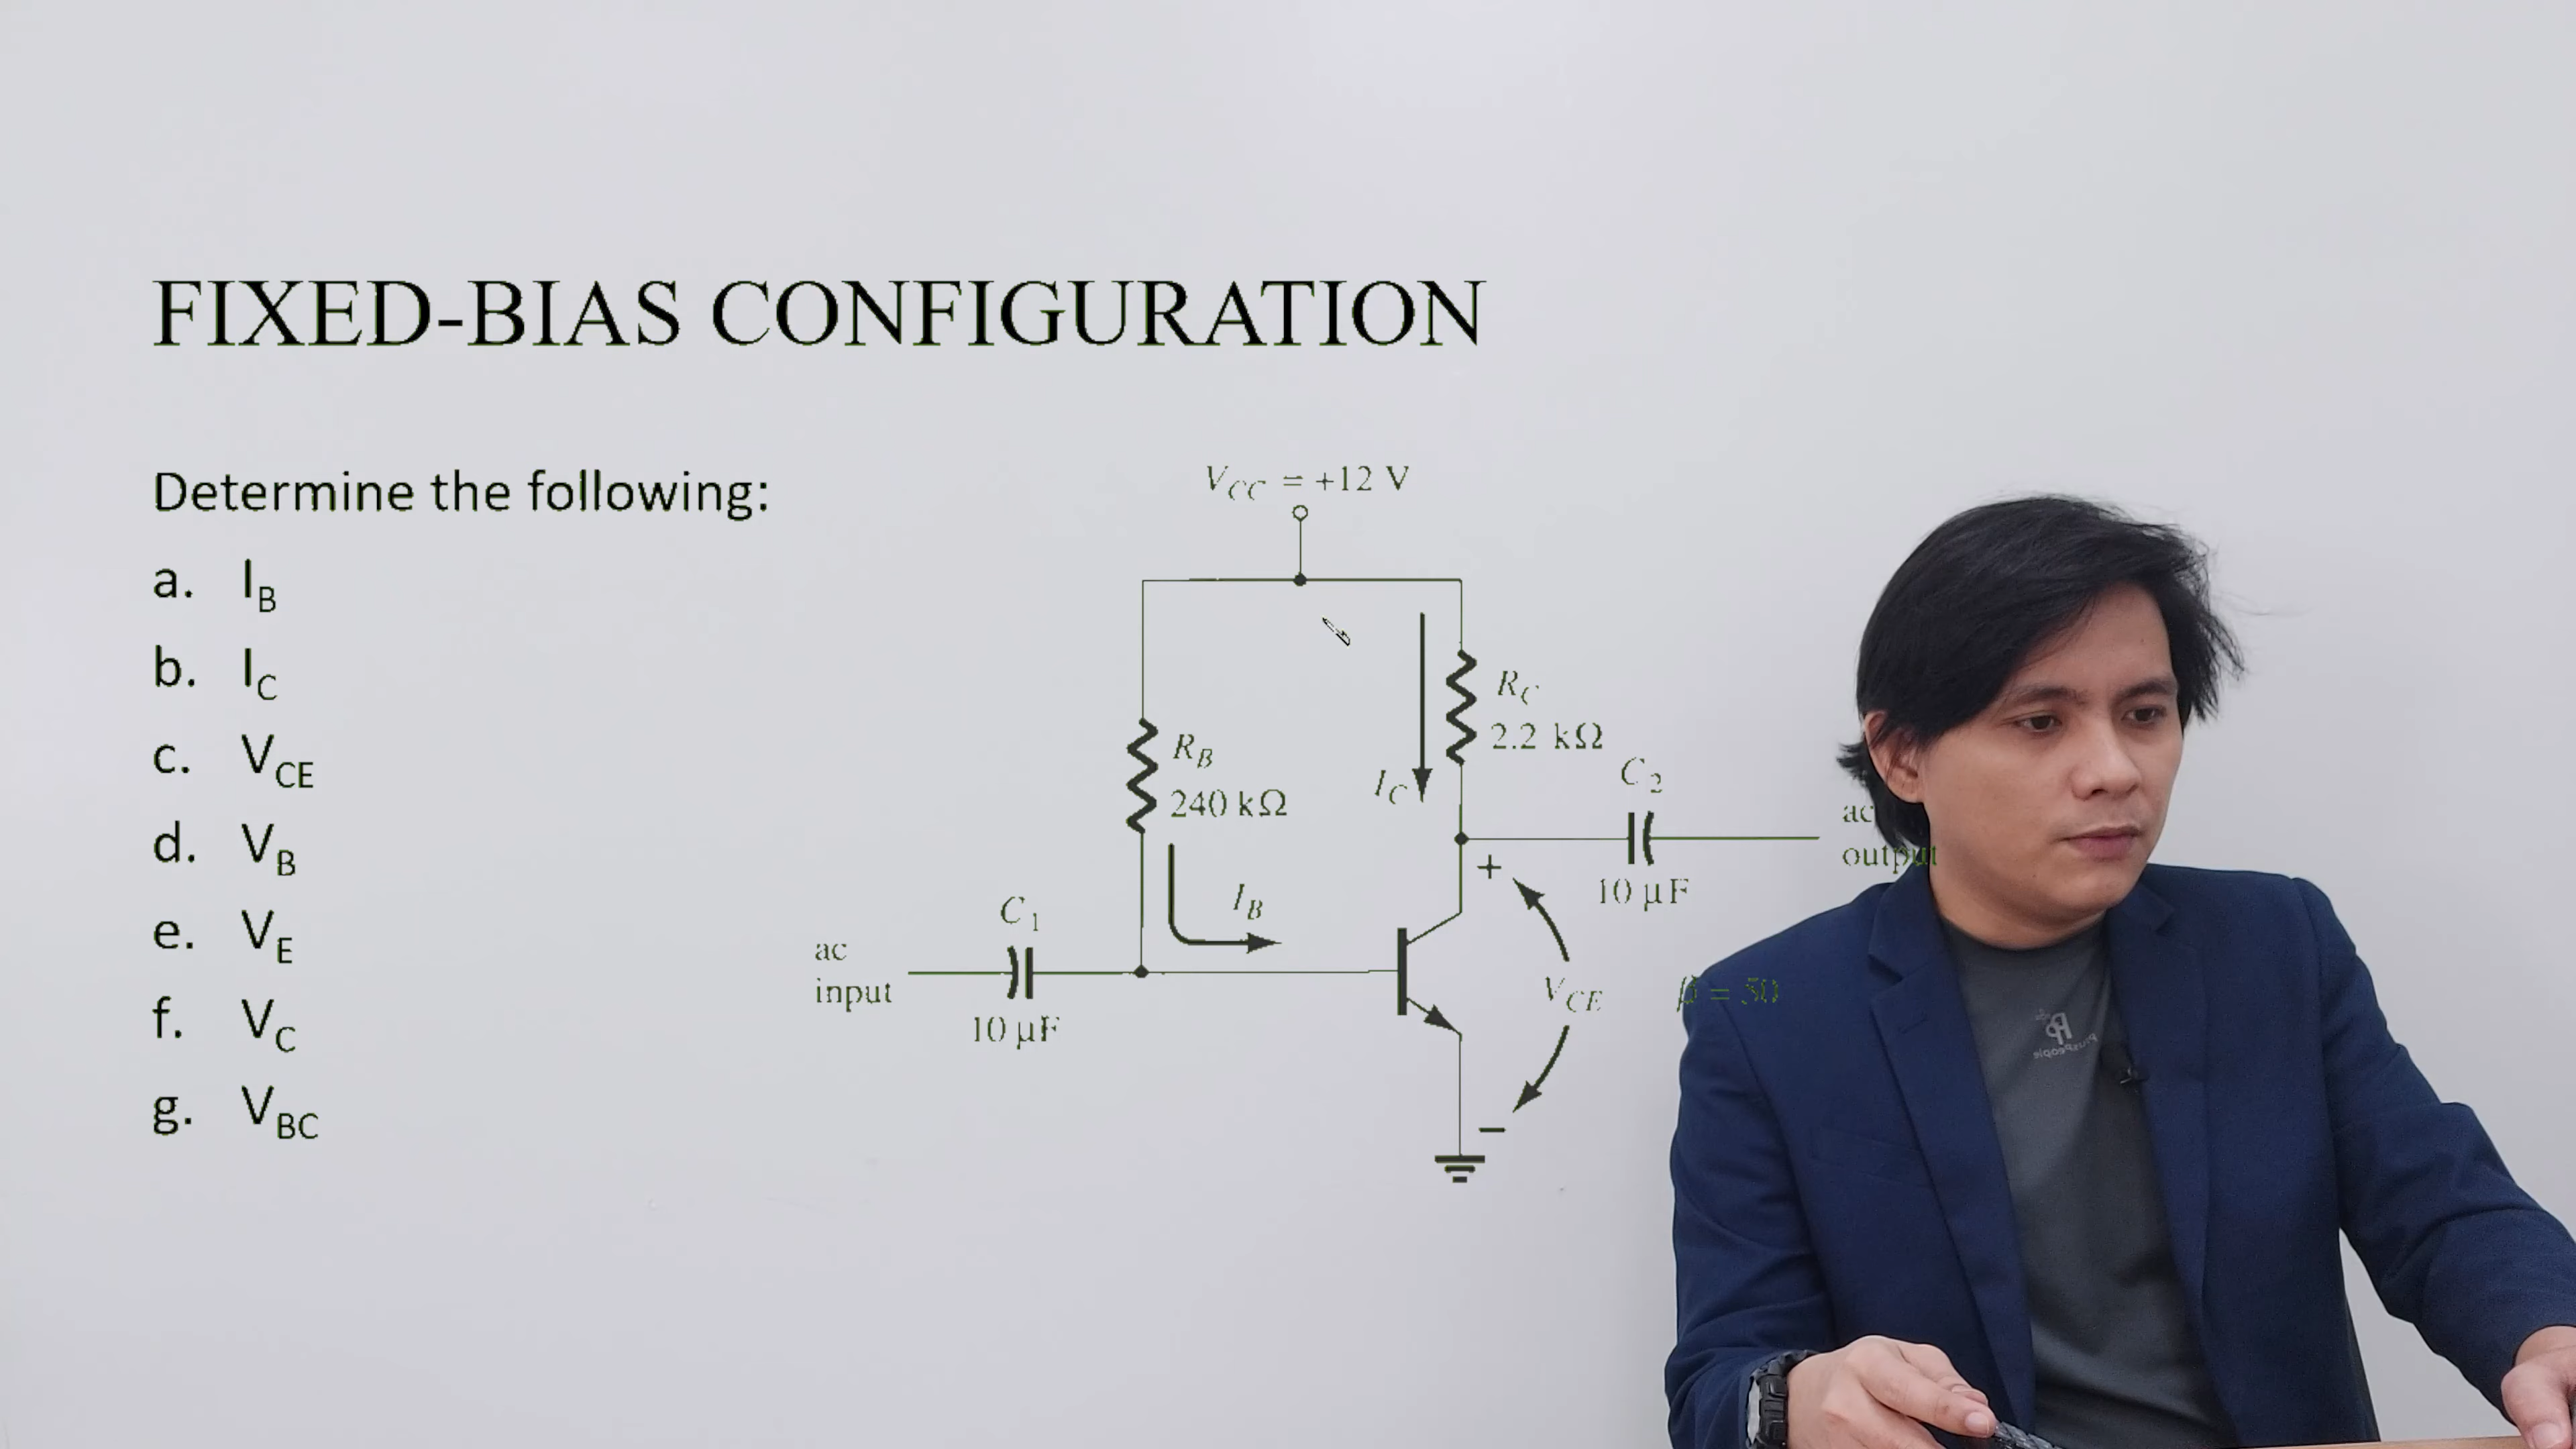 FIXED-BIAS CONFIGURATION
Determine the following:
a. I_B
b. I_C
c. V_CE
d. V_B
e. V_E
f. V_C
g. V_BC
V_CC = +12 V
R_C
2.2 kΩ
R_B
240 kΩ
I_C
C_2
10 µF
ac
output
+
I_B
C_1
10 µF
ac
input
V_CE
β = 50
−